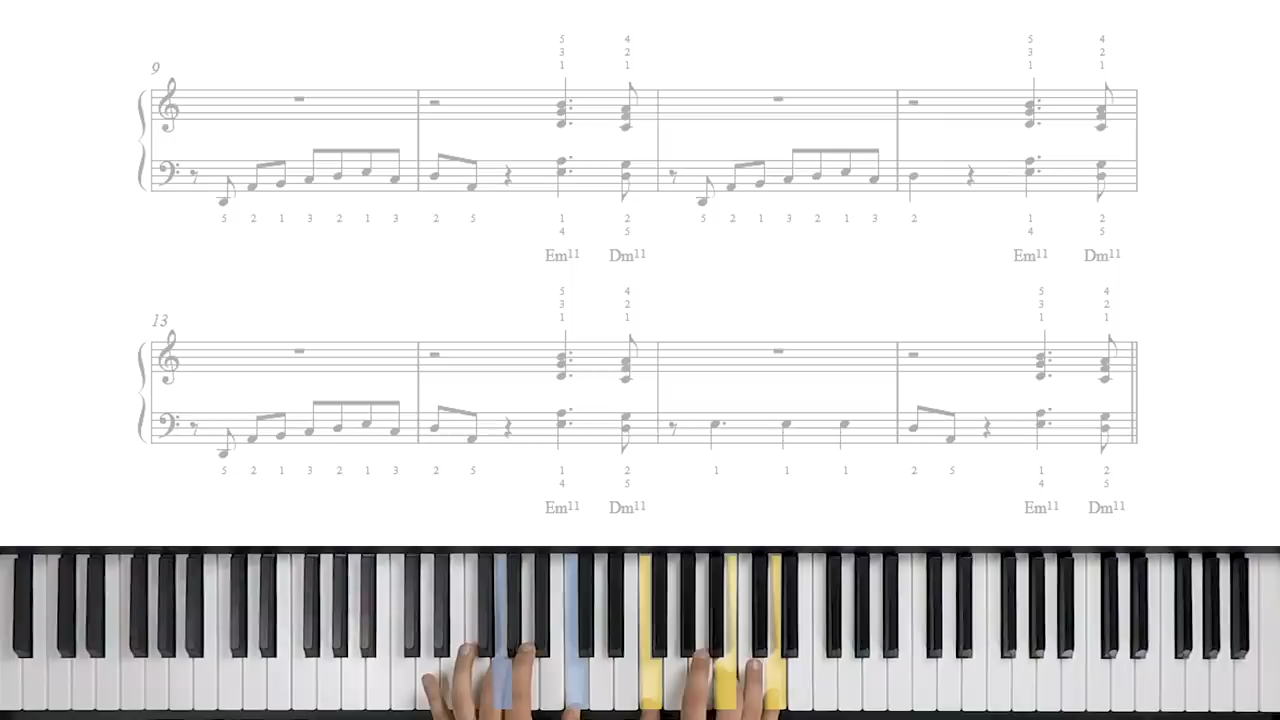 5 4 5 4
3 2 3 2
1 1 1 1
9
5 2 1 3 2 1 3 2 5 1 2 5 2 1 3 2 1 3 2 1 2
4 5 4 5
Em11 Dm11 Em11 Dm11
5 4 5 4
3 2 3 2
1 1 1 1
13
5 2 1 3 2 1 3 2 5 1 2 1 1 1 2 5 1 2
4 5 4 5
Em11 Dm11 Em11 Dm11